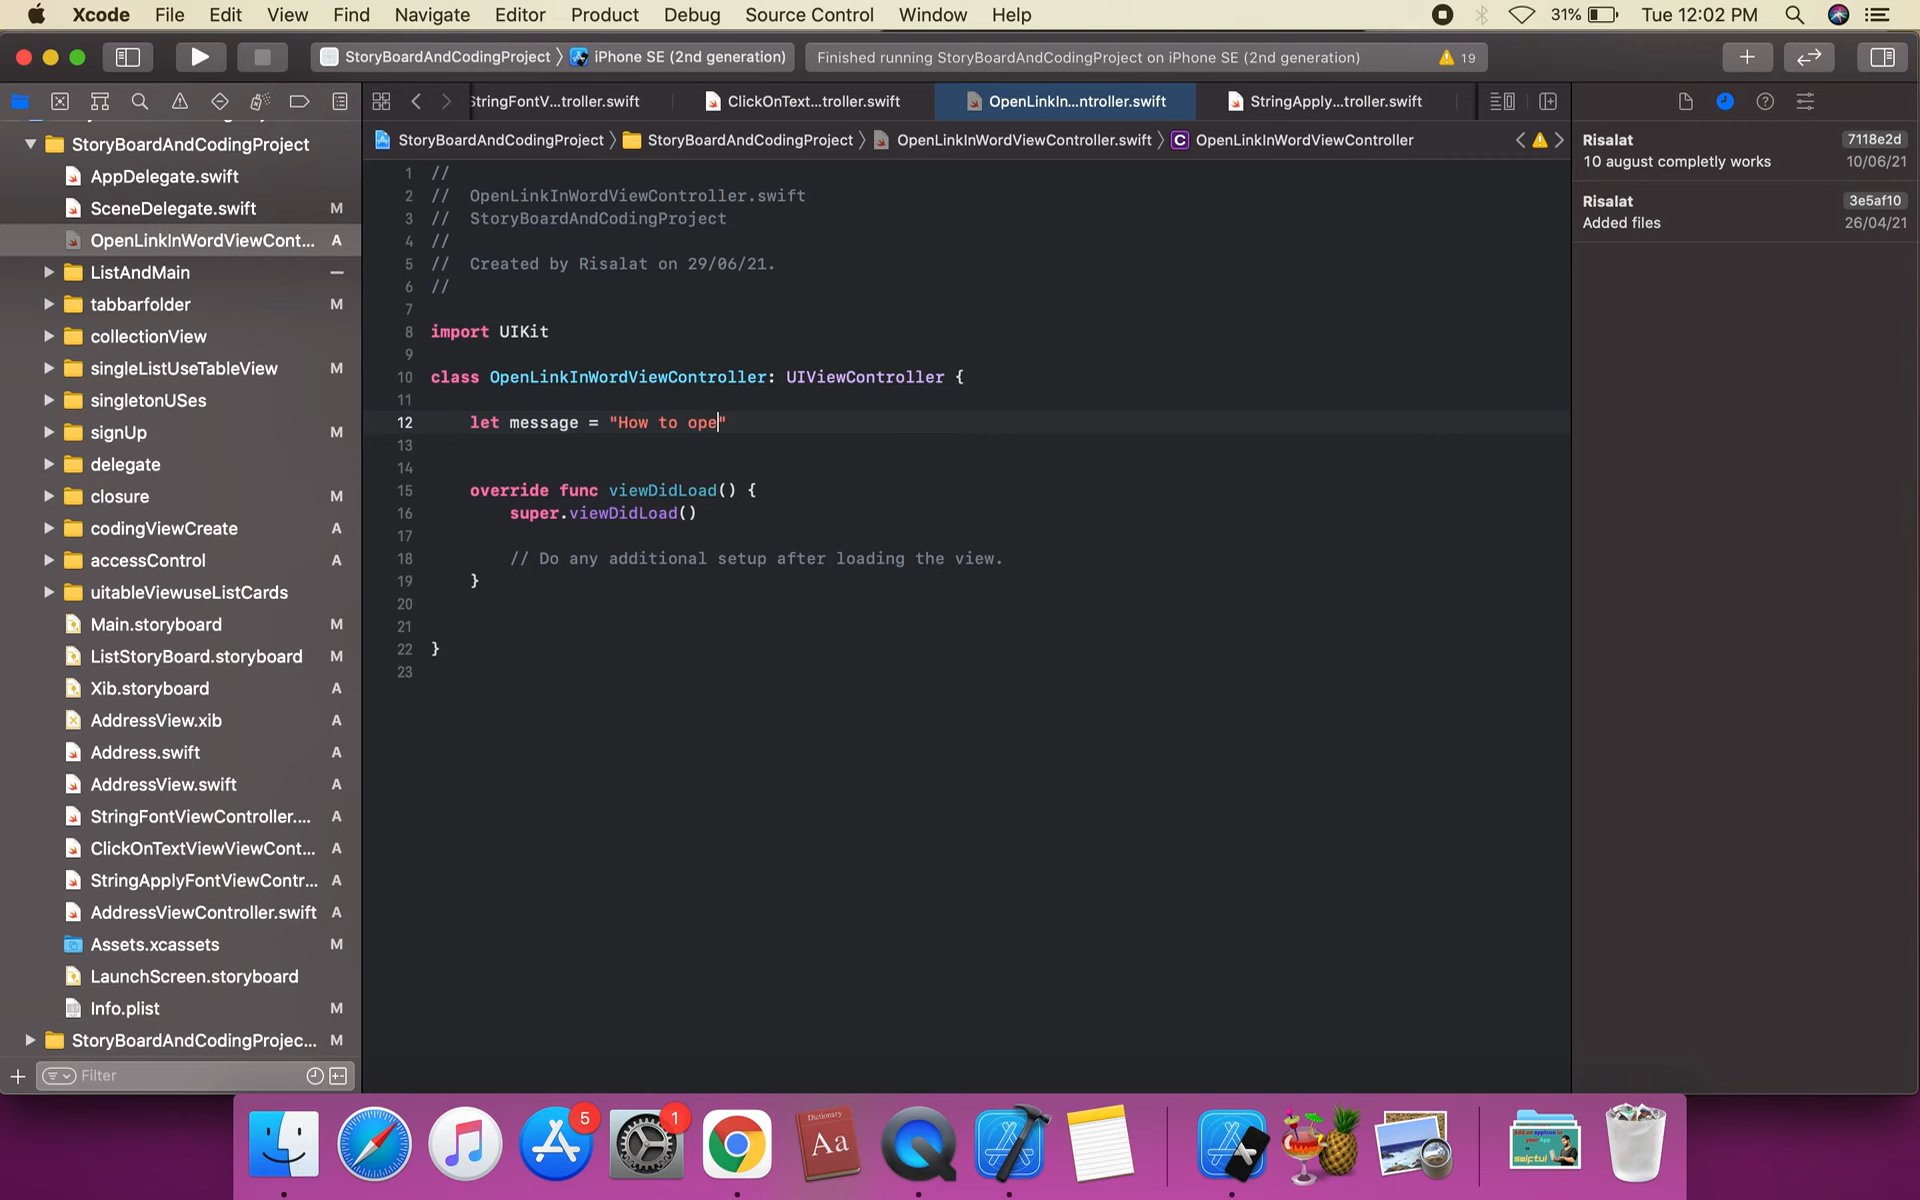 Xcode File Edit View Find Navigate Editor Product Debug Source Control Window Help 31% Tue 12:02 PM
StoryBoardAndCodingProject iPhone SE (2nd generation) Finished running StoryBoardAndCodingProject on iPhone SE (2nd generation) 19
StringFontV...troller.swift ClickOnText...troller.swift OpenLinkIn...ntroller.swift StringApply...troller.swift
StoryBoardAndCodingProject StoryBoardAndCodingProject OpenLinkInWordViewController.swift C OpenLinkInWordViewController
StoryBoardAndCodingProject
AppDelegate.swift
SceneDelegate.swift M
OpenLinkInWordViewCont... A
ListAndMain
tabbarfolder M
collectionView
singleListUseTableView M
singletonUSes
signUp M
delegate
closure M
codingViewCreate A
accessControl A
uitableViewuseListCards
Main.storyboard M
ListStoryBoard.storyboard M
Xib.storyboard A
AddressView.xib A
Address.swift A
AddressView.swift A
StringFontViewController.... A
ClickOnTextViewViewCont... A
StringApplyFontViewContr... A
AddressViewController.swift A
Assets.xcassets M
LaunchScreen.storyboard
Info.plist M
StoryBoardAndCodingProjec... M
Filter
1 //
2 // OpenLinkInWordViewController.swift
3 // StoryBoardAndCodingProject
4 //
5 // Created by Risalat on 29/06/21.
6 //
7
8 import UIKit
9
10 class OpenLinkInWordViewController: UIViewController {
11
12 let message = "How to ope"
13
14
15 override func viewDidLoad() {
16 super.viewDidLoad()
17
18 // Do any additional setup after loading the view.
19 }
20
21
22 }
23
Risalat 7118e2d
10 august completly works 10/06/21
Risalat 3e5af10
Added files 26/04/21
5
1
Dictionary
Aa